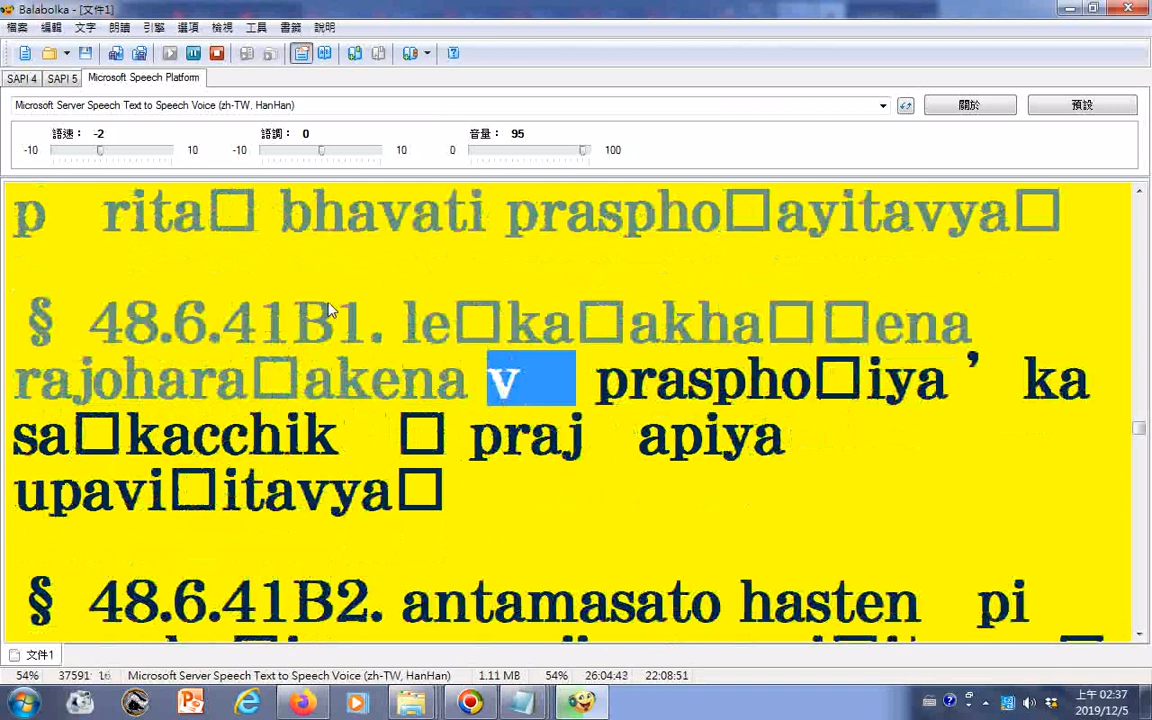 Balabolka - [文件1]
檔案 編輯 文字 朗讀 引擎 選項 檢視 工具 書籤 說明
SAPI 4 SAPI 5 Microsoft Speech Platform
Microsoft Server Speech Text to Speech Voice (zh-TW, HanHan) 關於 預設
語速： -2 語調： 0 音量： 95
-10 10 -10 10 0 100
p rita□ bhavati praspho□ayitavya□
§ 48.6.41B1. le□ka□akha□□ena
rajohara□akena v praspho□iya ’ ka
sa□kacchik □ praj apiya
upavi□itavya□
§ 48.6.41B2. antamasato hasten pi
文件1
54% 37591: Microsoft Server Speech Text to Speech Voice (zh-TW, HanHan) 1.11 MB 54% 26:04:43 22:08:51
上午 02:37
2019/12/5